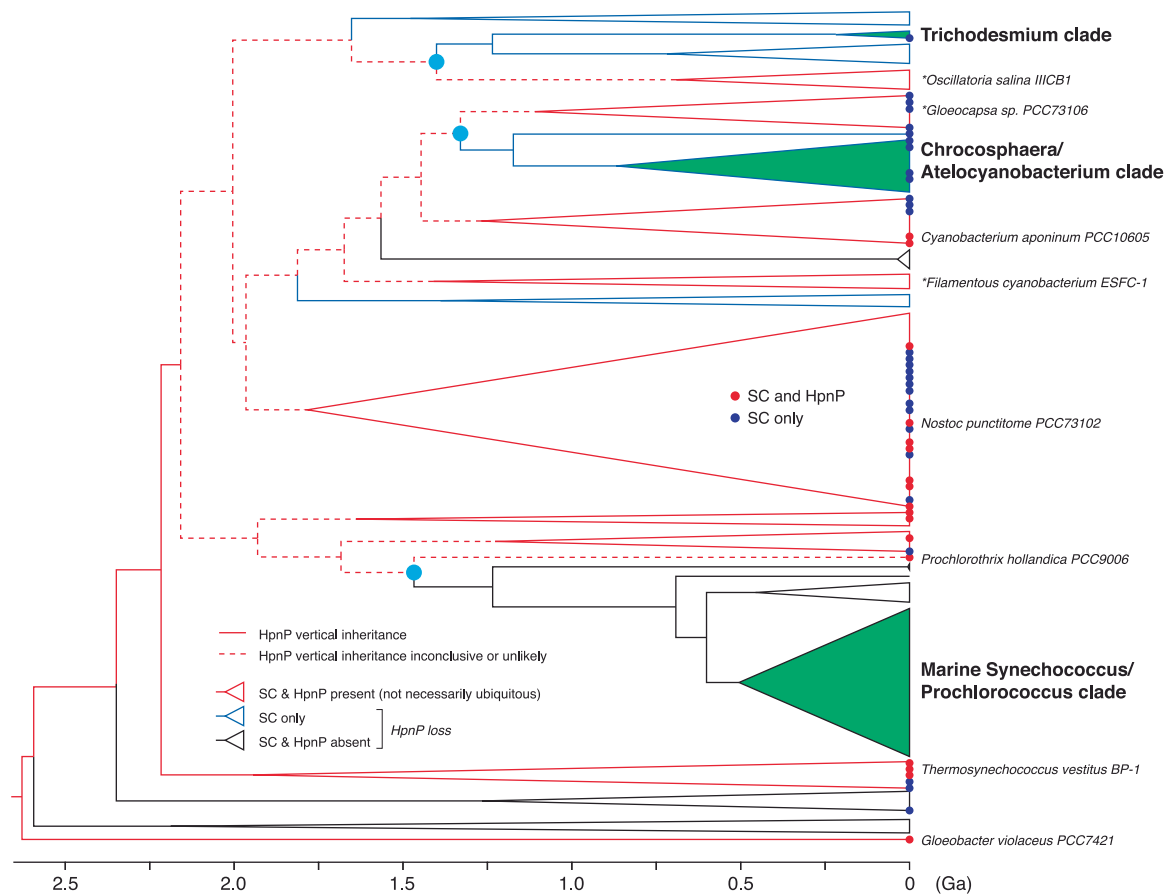 Trichodesmium clade
*Oscillatoria salina IIICB1
*Gloeocapsa sp. PCC73106
Chrocosphaera/
Atelocyanobacterium clade
Cyanobacterium aponinum PCC10605
*Filamentous cyanobacterium ESFC-1
SC and HpnP
SC only
Nostoc punctitome PCC73102
Prochlorothrix hollandica PCC9006
HpnP vertical inheritance
HpnP vertical inheritance inconclusive or unlikely
SC & HpnP present (not necessarily ubiquitous)
SC only
HpnP loss
SC & HpnP absent
Marine Synechococcus/
Prochlorococcus clade
Thermosynechococcus vestitus BP-1
Gloeobacter violaceus PCC7421
2.5 2.0 1.5 1.0 0.5 0 (Ga)